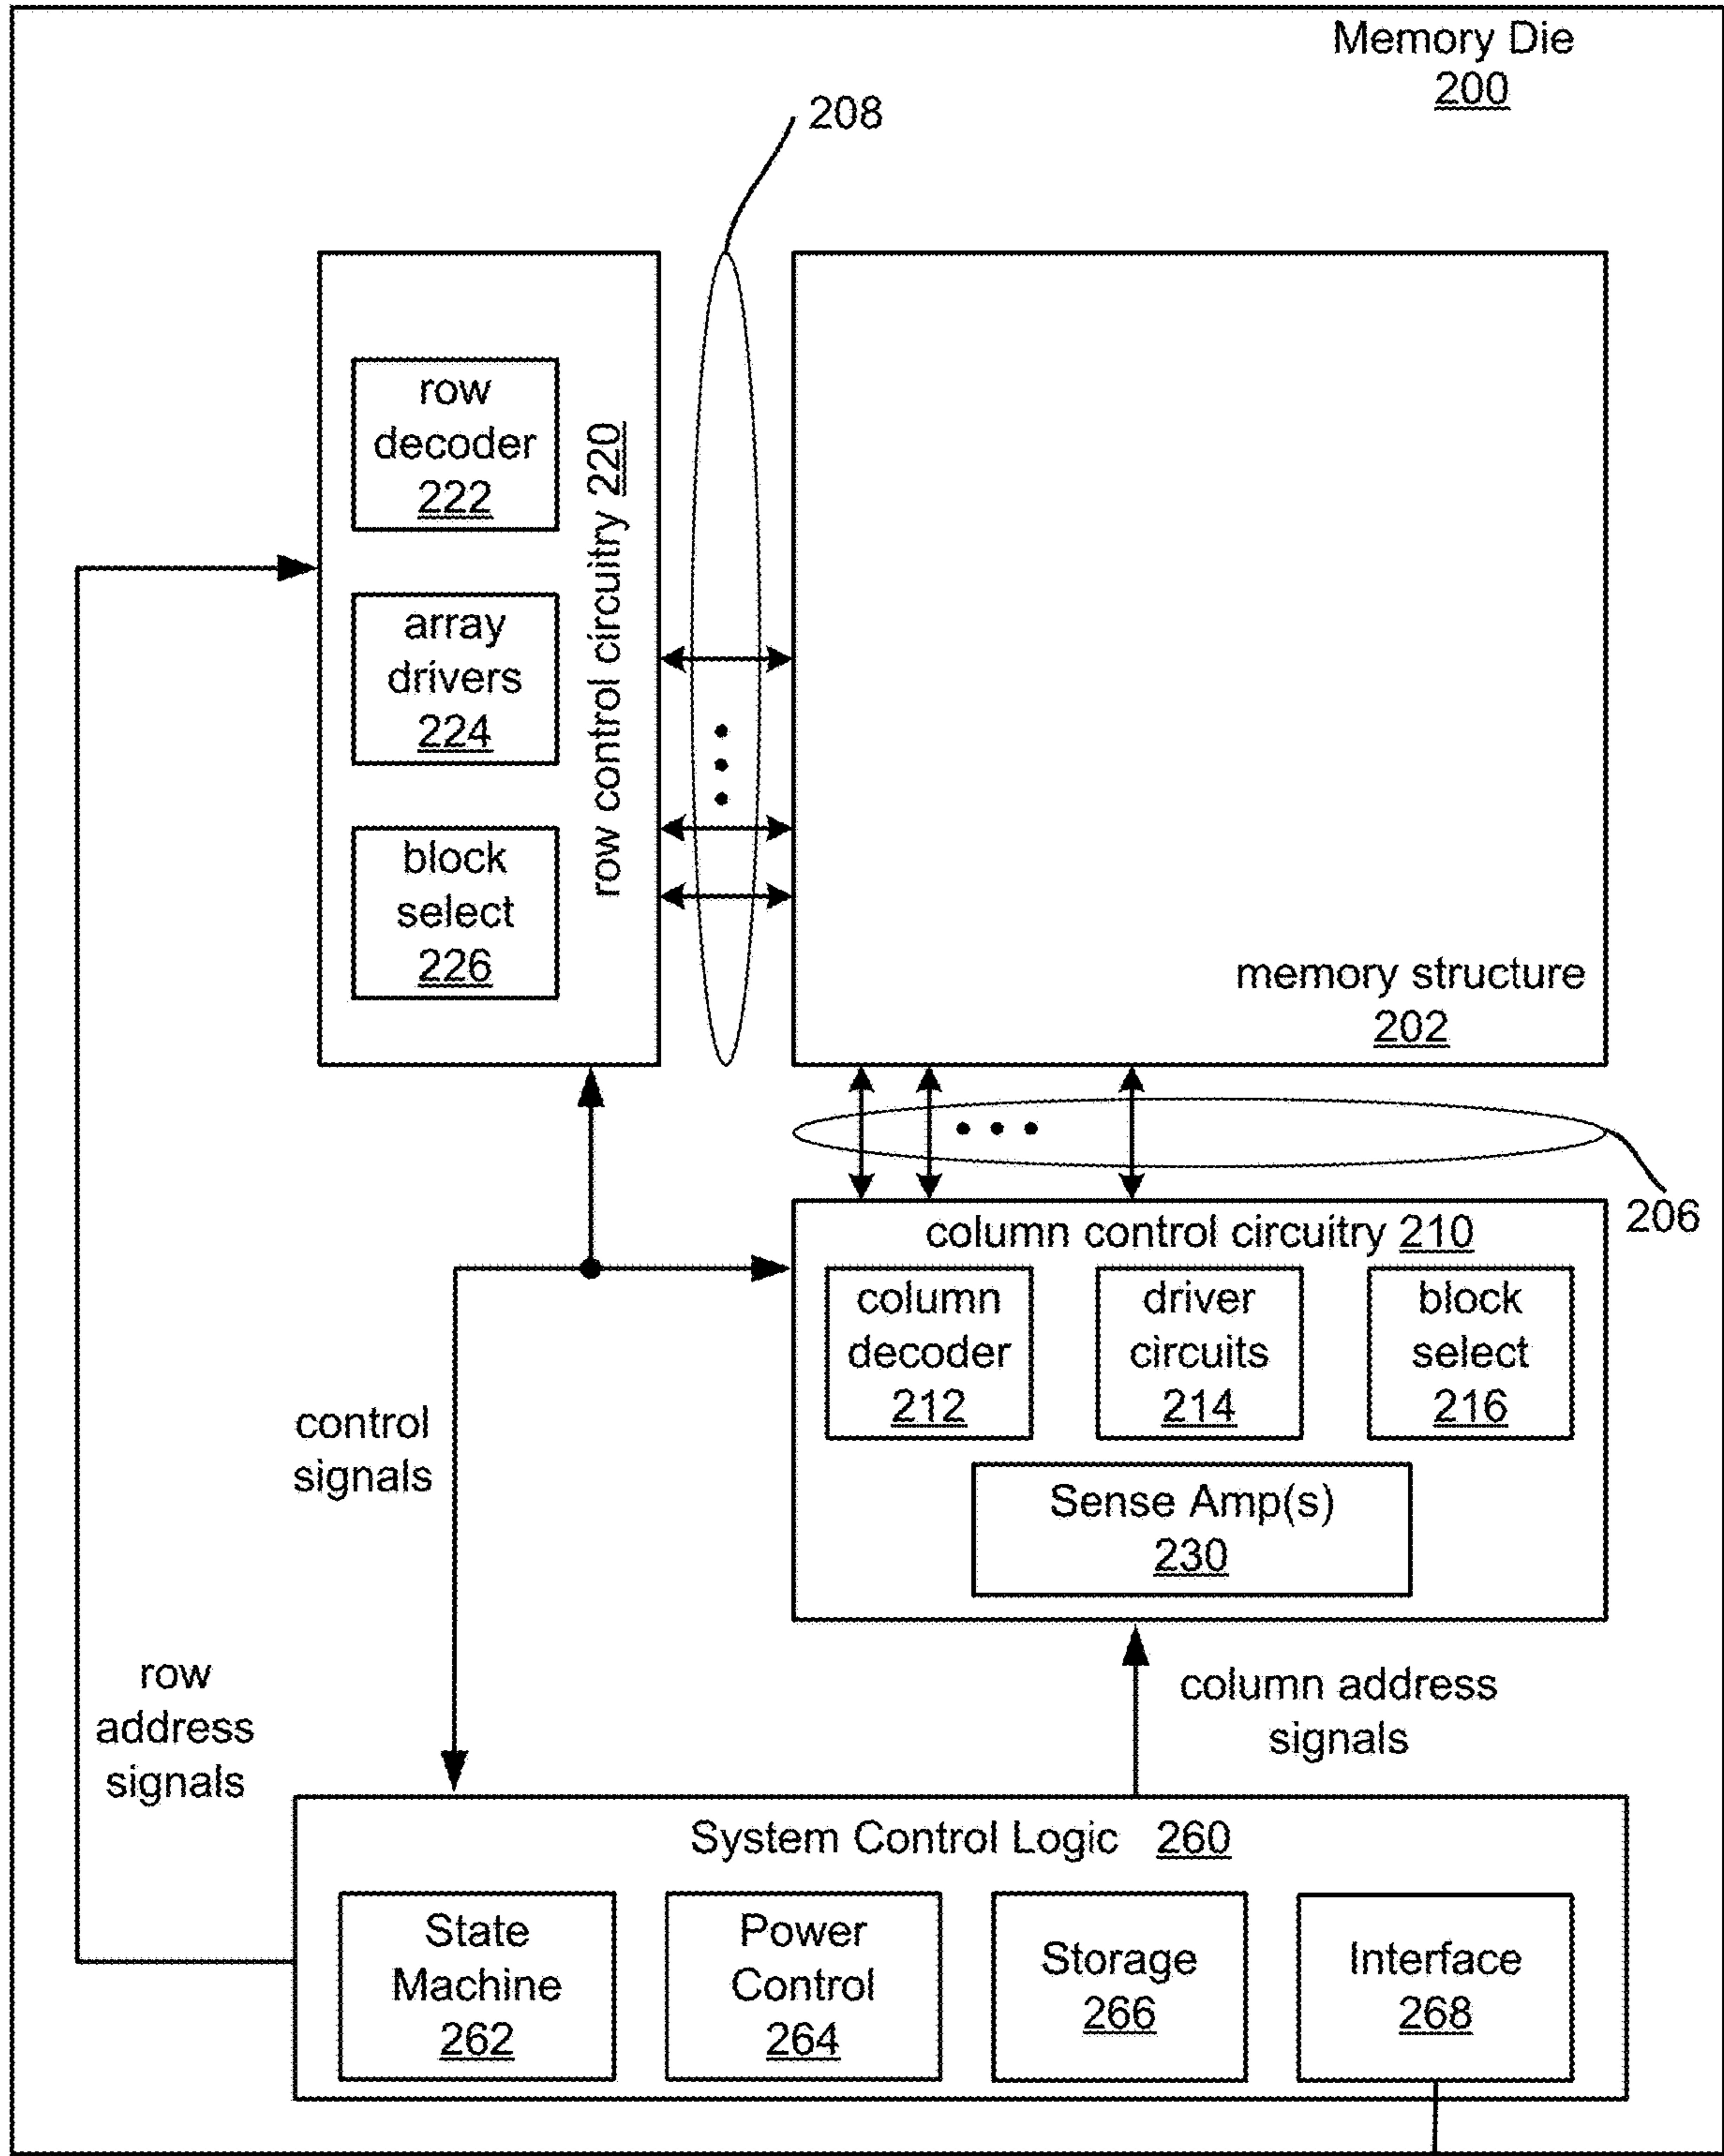 Memory Die
200
208
row
decoder
222
array
drivers
224
block
select
226
row control circuitry 220
memory structure
202
206
column control circuitry 210
column
decoder
212
driver
circuits
214
block
select
216
Sense Amp(s)
230
control
signals
row
address
signals
column address
signals
System Control Logic 260
State
Machine
262
Power
Control
264
Storage
266
Interface
268